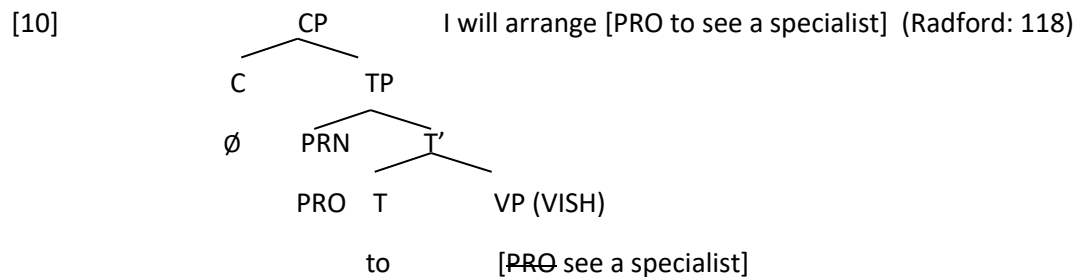 [10] CP I will arrange [PRO to see a specialist] (Radford: 118)
C TP
Ø PRN T’
PRO T VP (VISH)
to [PRO see a specialist]